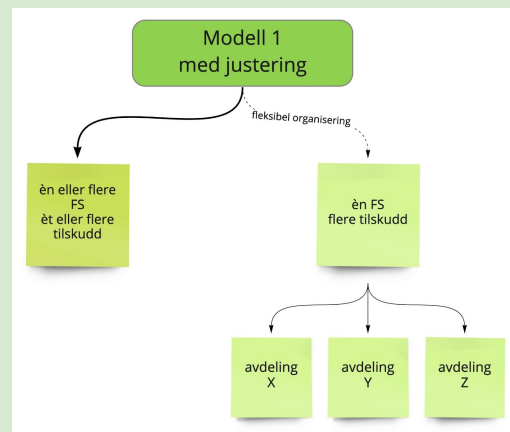 Modell 1
med justering
fleksibel organisering
èn eller flere
FS
èt eller flere
tilskudd
èn FS
flere tilskudd
avdeling
X
avdeling
Y
avdeling
Z